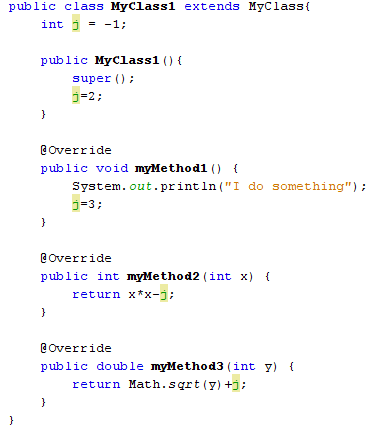 public class MyClass1 extends MyClass{
    int j = -1;

    public MyClass1(){
        super();
        j=2;
    }

    @Override
    public void myMethod1() {
        System.out.println("I do something");
        j=3;
    }

    @Override
    public int myMethod2(int x) {
        return x*x-j;
    }

    @Override
    public double myMethod3(int y) {
        return Math.sqrt(y)+j;
    }
}